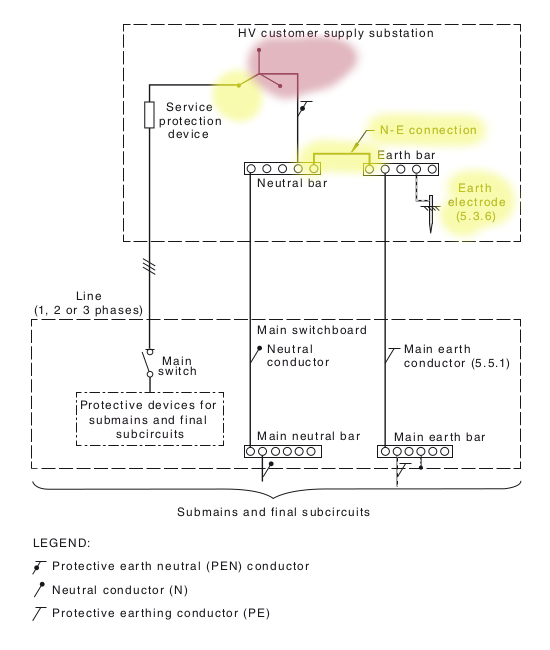 HV customer supply substation
Service
protection
device
N-E connection
Earth bar
Neutral bar
Earth
electrode
(5.3.6)
Line
(1, 2 or 3 phases)
Main switchboard
Neutral
conductor
Main earth
conductor (5.5.1)
Main
switch
Protective devices for
submains and final
subcircuits
Main neutral bar
Main earth bar
Submains and final subcircuits
LEGEND:
Protective earth neutral (PEN) conductor
Neutral conductor (N)
Protective earthing conductor (PE)